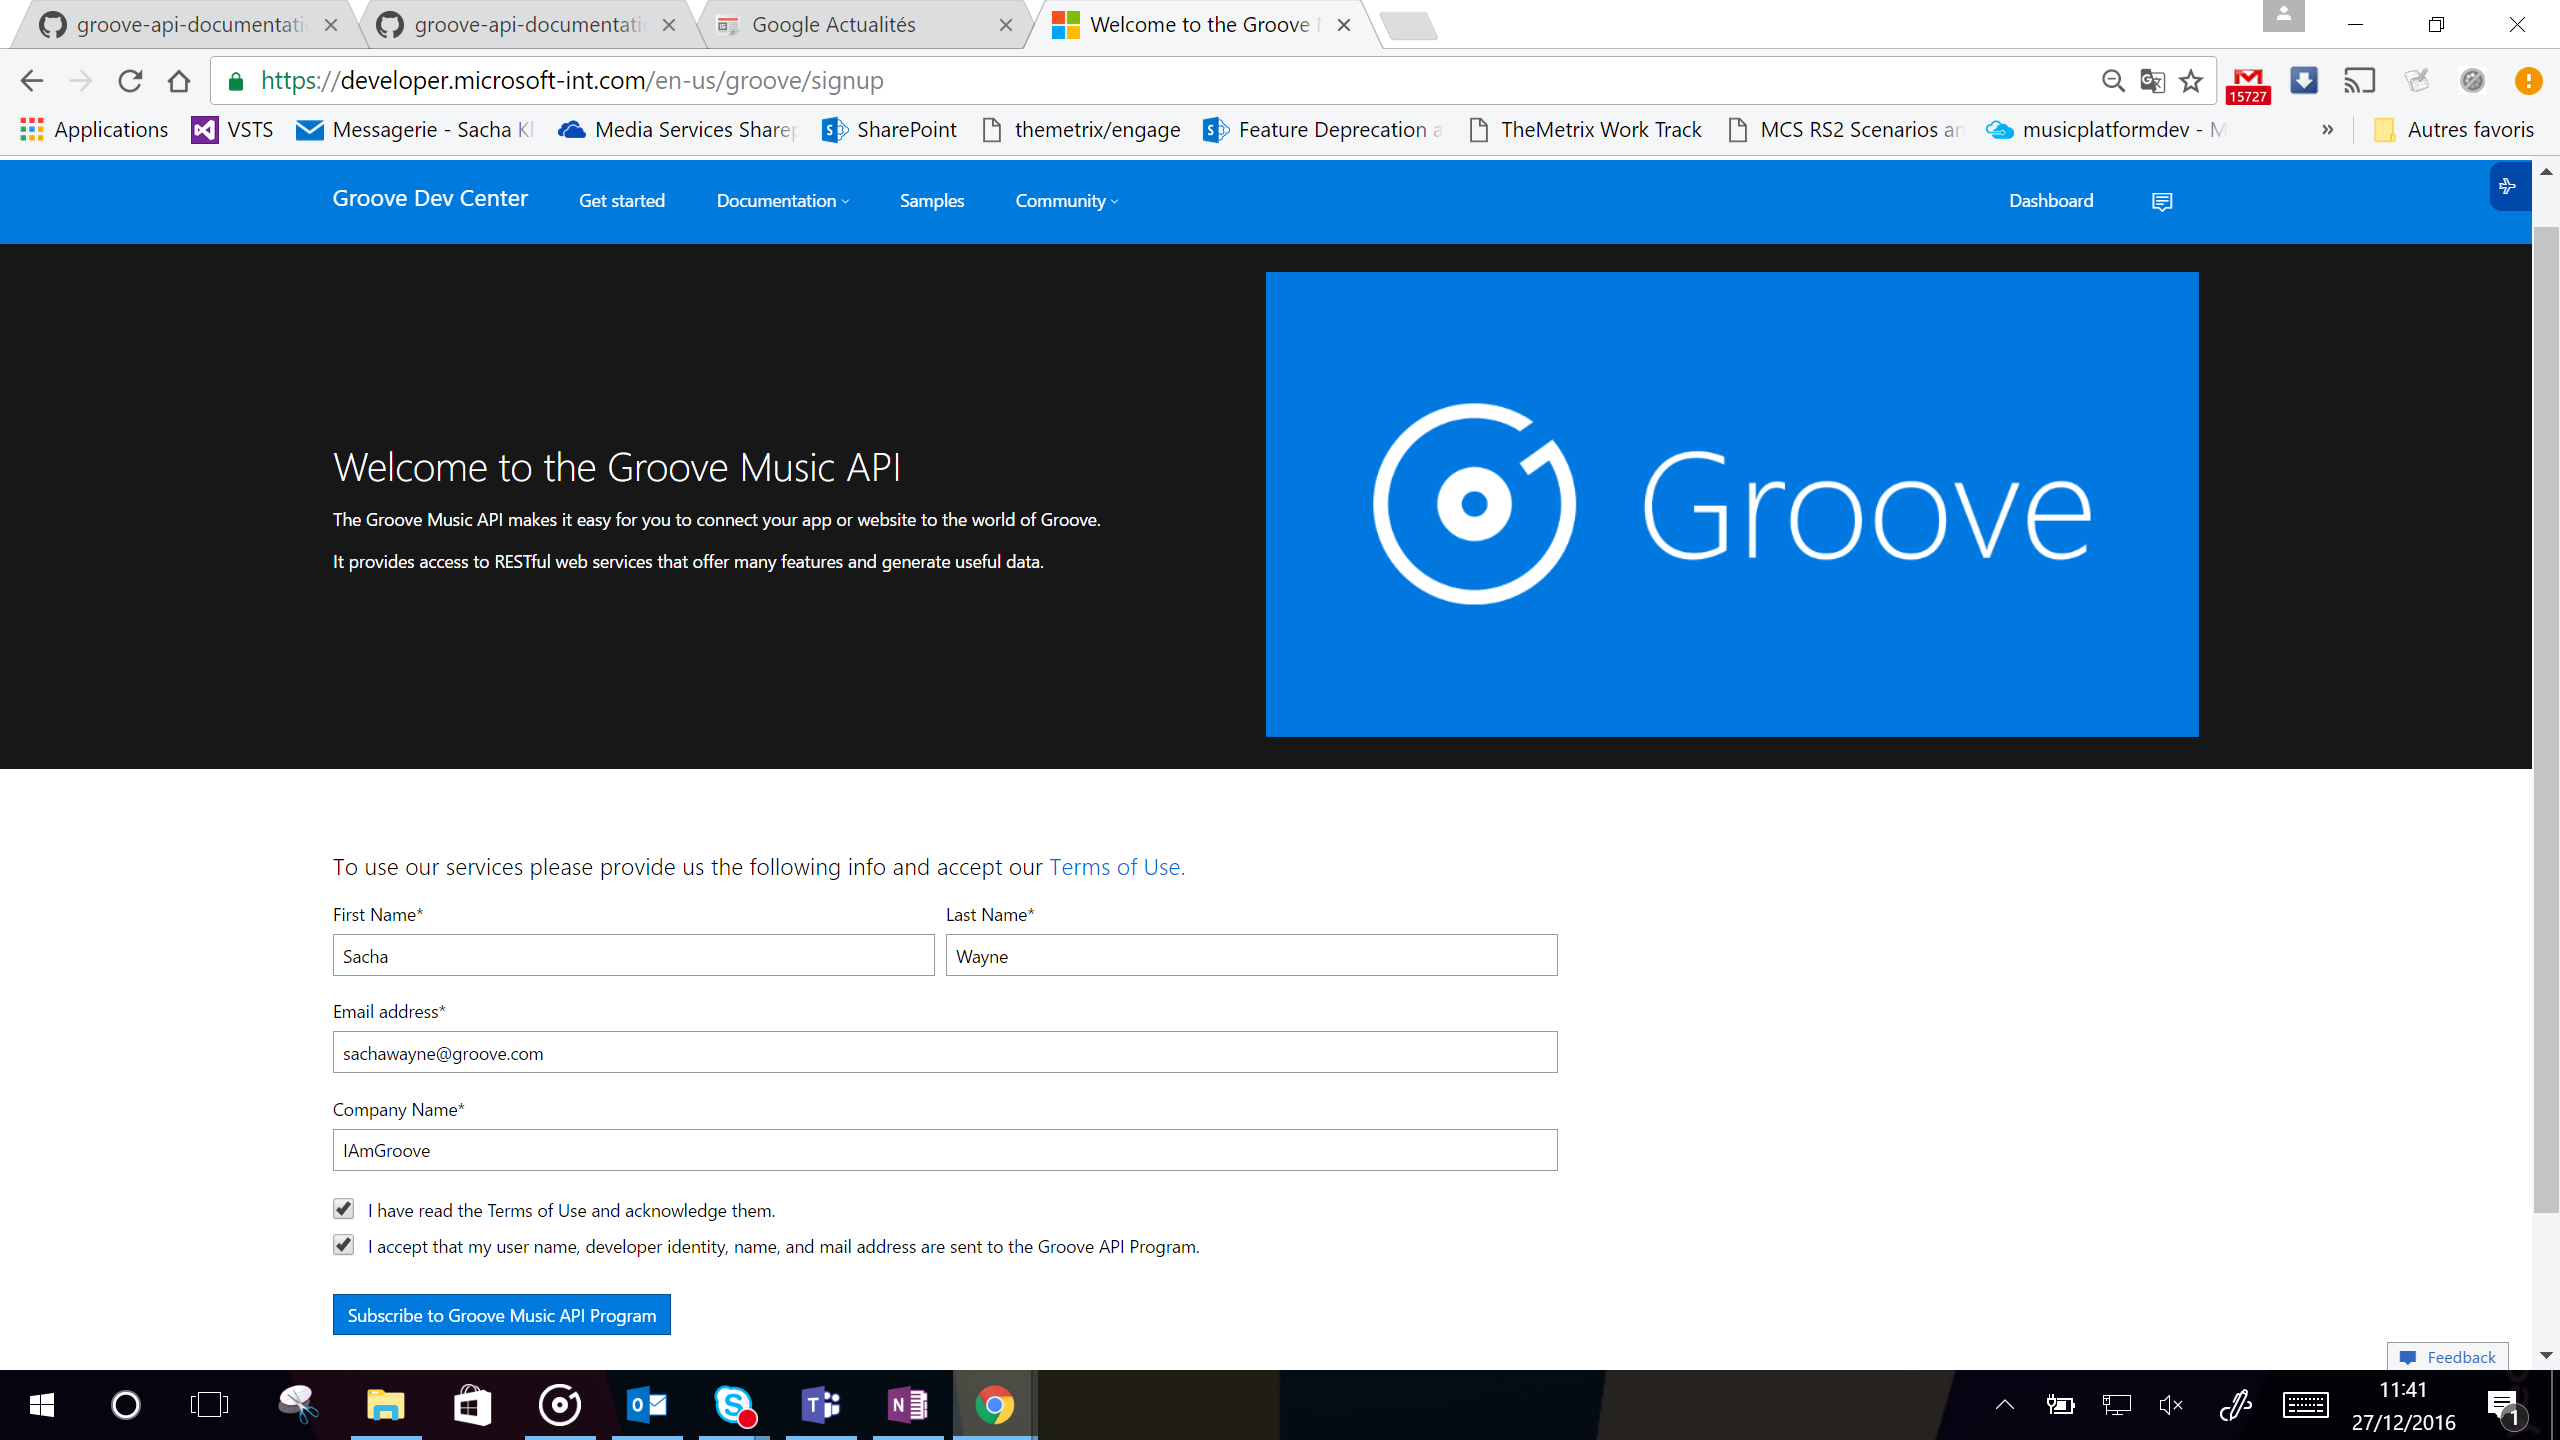 groove-api-documentati
groove-api-documentati
Google Actualités
Welcome to the Groove
https://developer.microsoft-int.com/en-us/groove/signup
15727
Applications
VSTS
Messagerie - Sacha Kl
Media Services Sharep
SharePoint
themetrix/engage
Feature Deprecation a
TheMetrix Work Track
MCS RS2 Scenarios an
musicplatformdev - M
»
Autres favoris
Groove Dev Center
Get started
Documentation
Samples
Community
Dashboard
Welcome to the Groove Music API
The Groove Music API makes it easy for you to connect your app or website to the world of Groove.
It provides access to RESTful web services that offer many features and generate useful data.
Groove
To use our services please provide us the following info and accept our Terms of Use.
First Name*
Last Name*
Sacha
Wayne
Email address*
sachawayne@groove.com
Company Name*
IAmGroove
I have read the Terms of Use and acknowledge them.
I accept that my user name, developer identity, name, and mail address are sent to the Groove API Program.
Subscribe to Groove Music API Program
Feedback
11:41
27/12/2016
1